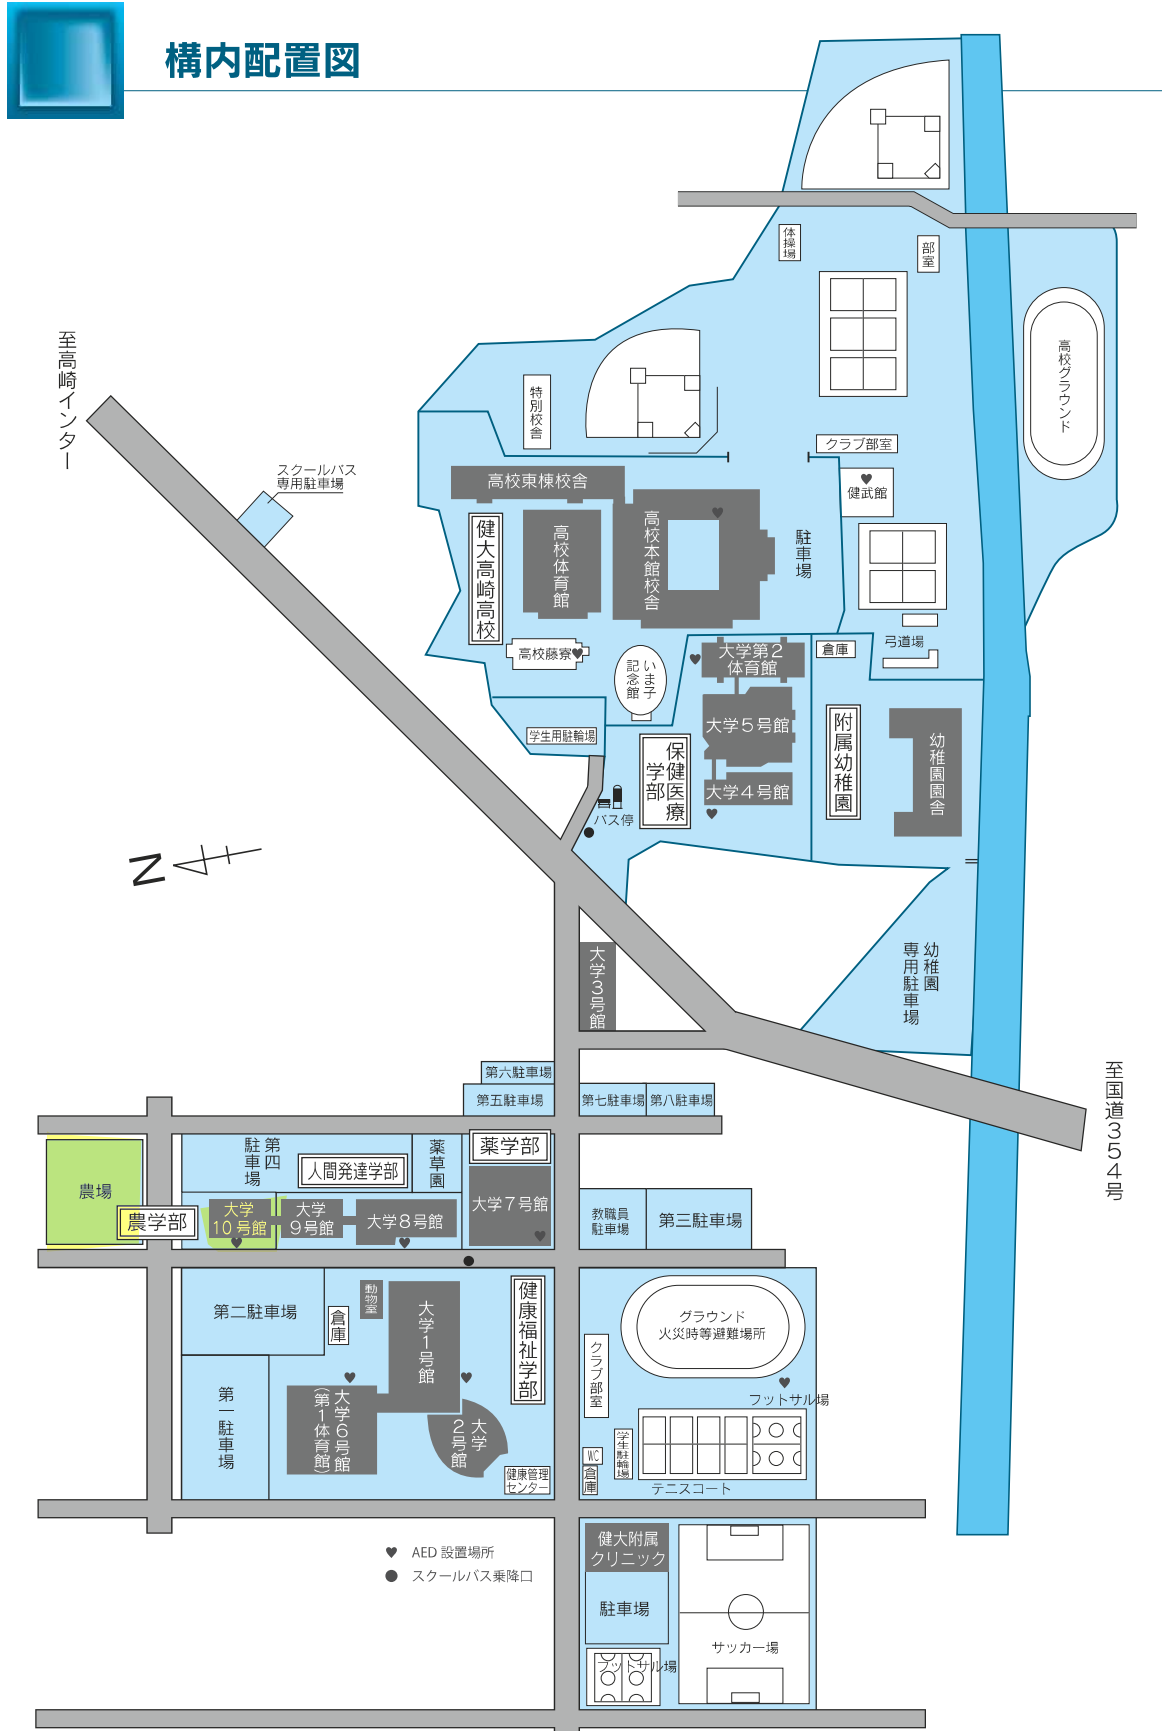 構内配置図
体操場
部室
高校グラウンド
至高崎インター
特別校舎
クラブ部室
スクールバス
専用駐車場
高校東棟校舎
健武館
健大高崎高校
高校体育館
高校本館校舎
駐車場
高校藤寮
いま子
記念館
大学第2
体育館
倉庫
弓道場
学生用駐輪場
大学5号館
附属幼稚園
幼稚園園舎
保健医療
学部
大学4号館
バス停
N
幼稚園
専用駐車場
大学3号館
至国道354号
第六駐車場
第五駐車場
第七駐車場
第八駐車場
第四
駐車場
人間発達学部
薬草園
薬学部
農場
農学部
大学
10号館
大学
9号館
大学8号館
大学7号館
教職員
駐車場
第三駐車場
第二駐車場
倉庫
動物室
大学1号館
健康福祉学部
グラウンド
火災時等避難場所
クラブ部室
フットサル場
第一駐車場
大学6号館
(第1体育館)
大学
2号館
健康管理
センター
WC
倉庫
学生駐輪場
テニスコート
AED 設置場所
スクールバス乗降口
健大附属
クリニック
駐車場
サッカー場
フットサル場